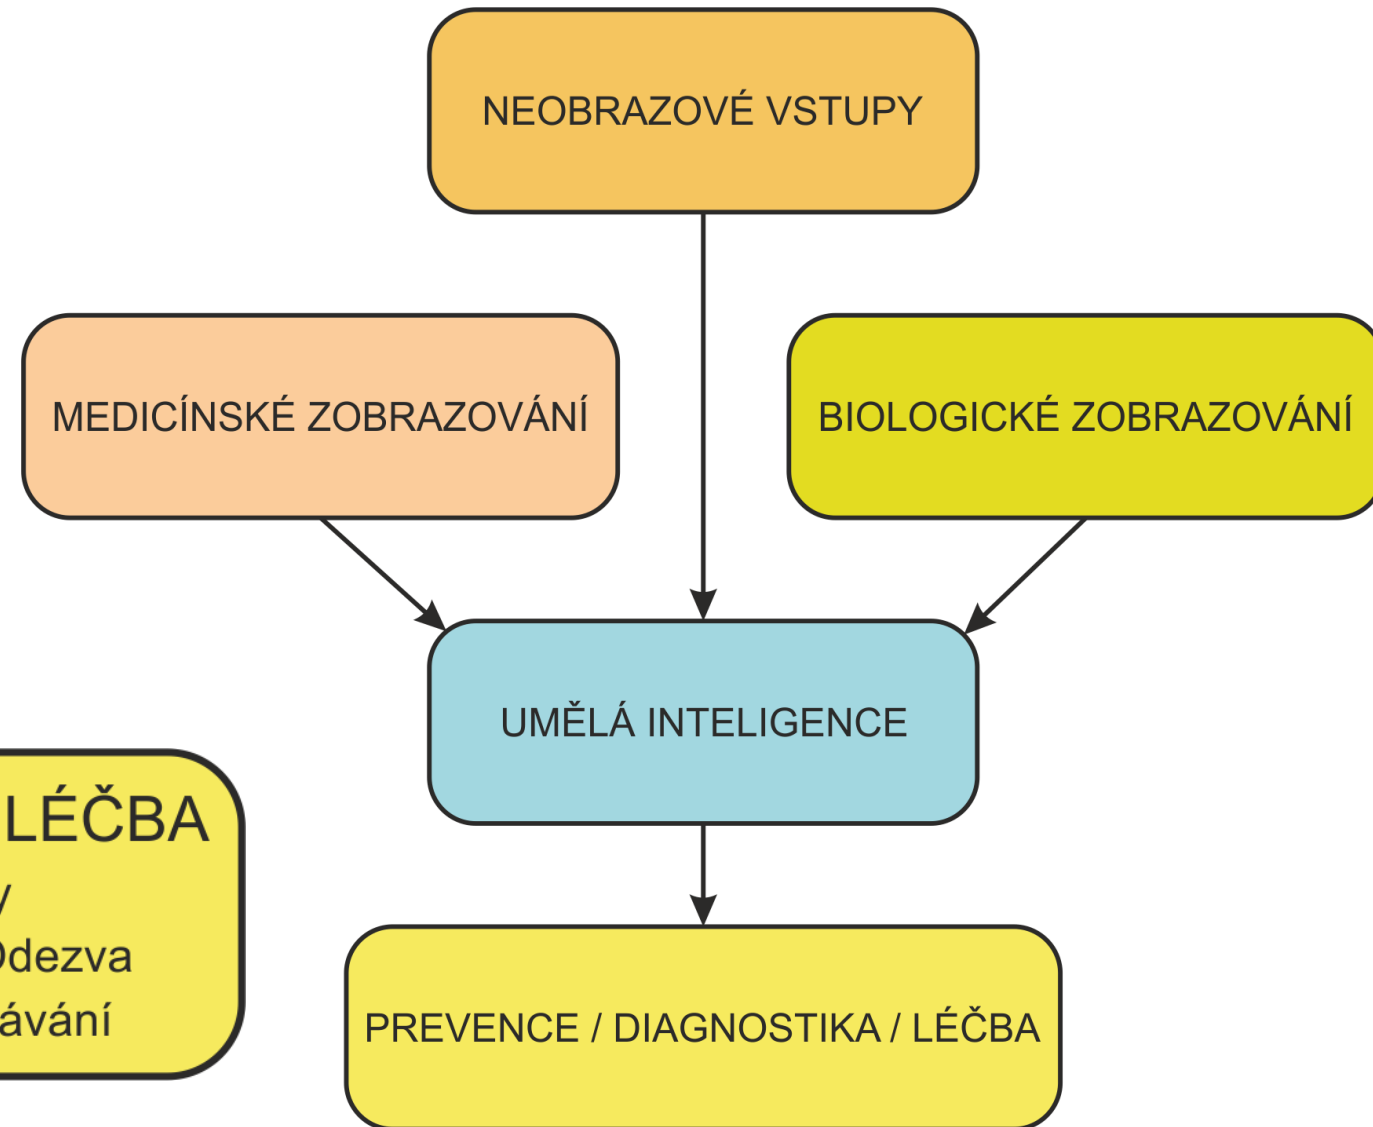 NEOBRAZOVÉ VSTUPY
MEDICÍNSKÉ ZOBRAZOVÁNÍ
BIOLOGICKÉ ZOBRAZOVÁNÍ
UMĚLÁ INTELIGENCE
LÉČBA
PREVENCE / DIAGNOSTIKA / LÉČBA